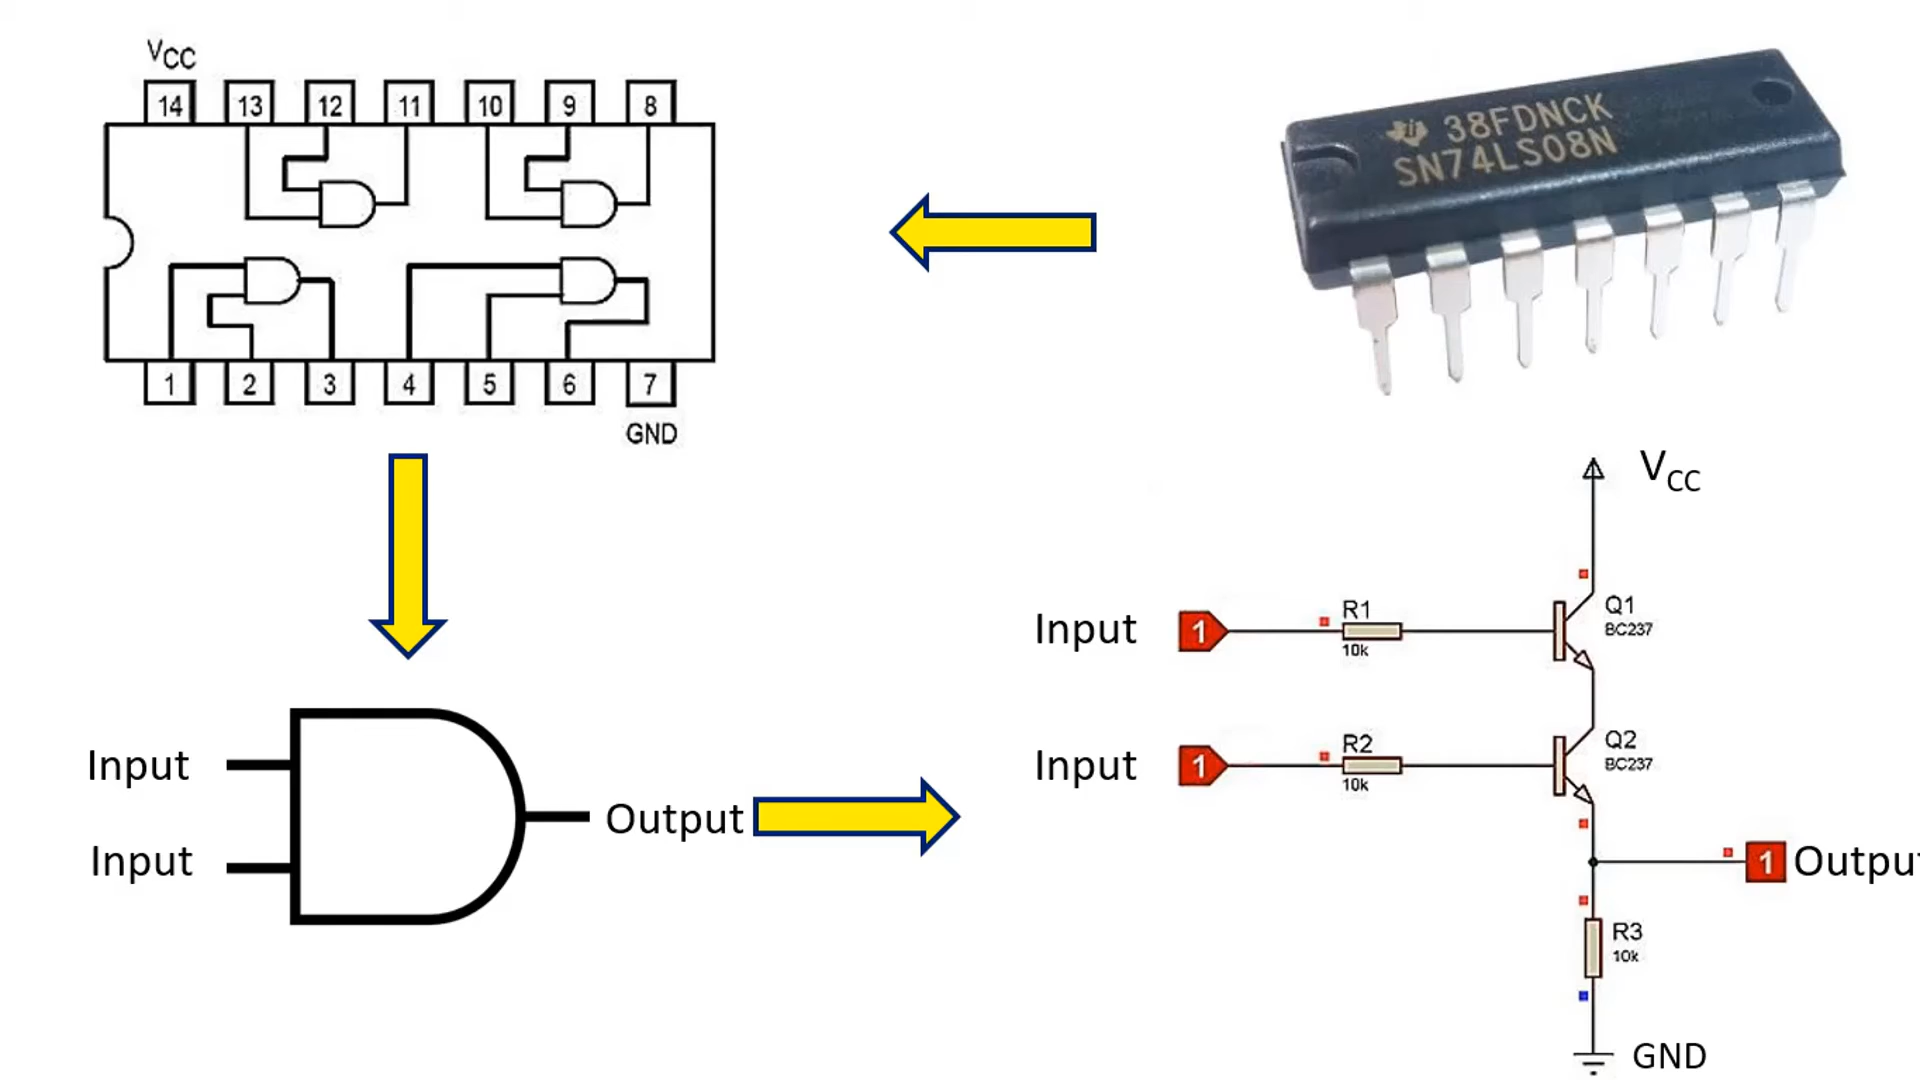 VCC
14 13 12 11 10 9 8
1 2 3 4 5 6 7
GND
38FDNCK
SN74LS08N
Input
Input
Output
VCC
Input
1
R1
10k
Q1
BC237
Input
1
R2
10k
Q2
BC237
1
Output
R3
10k
GND